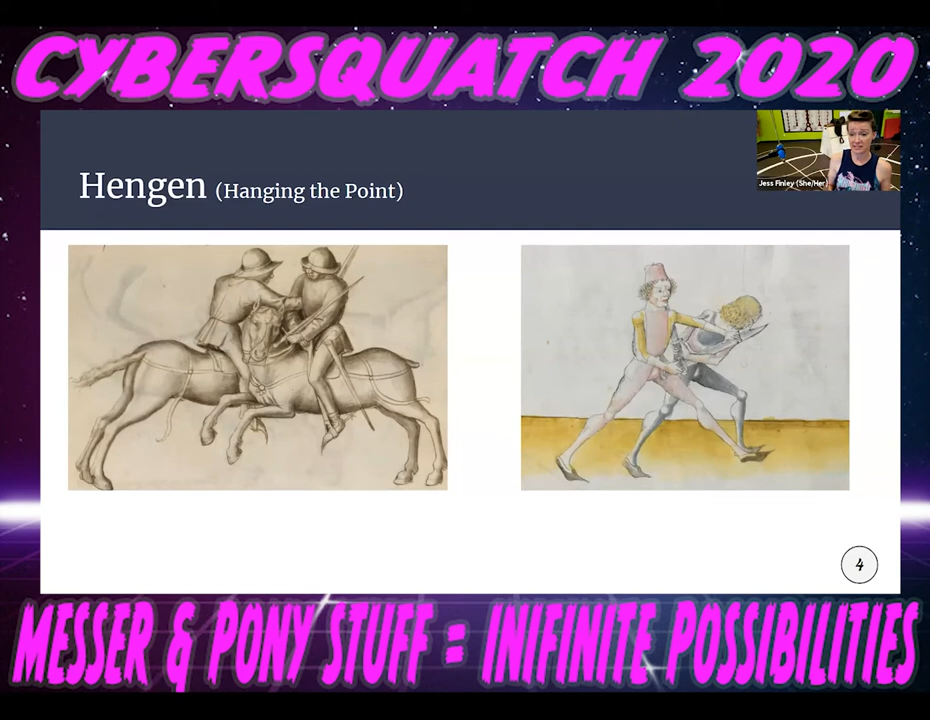 CYBERSQUATCH 2020
Jess Finley (She/Her)
Hengen (Hanging the Point)
4
MESSER & PONY STUFF = INIFINITE POSSIBILITIES